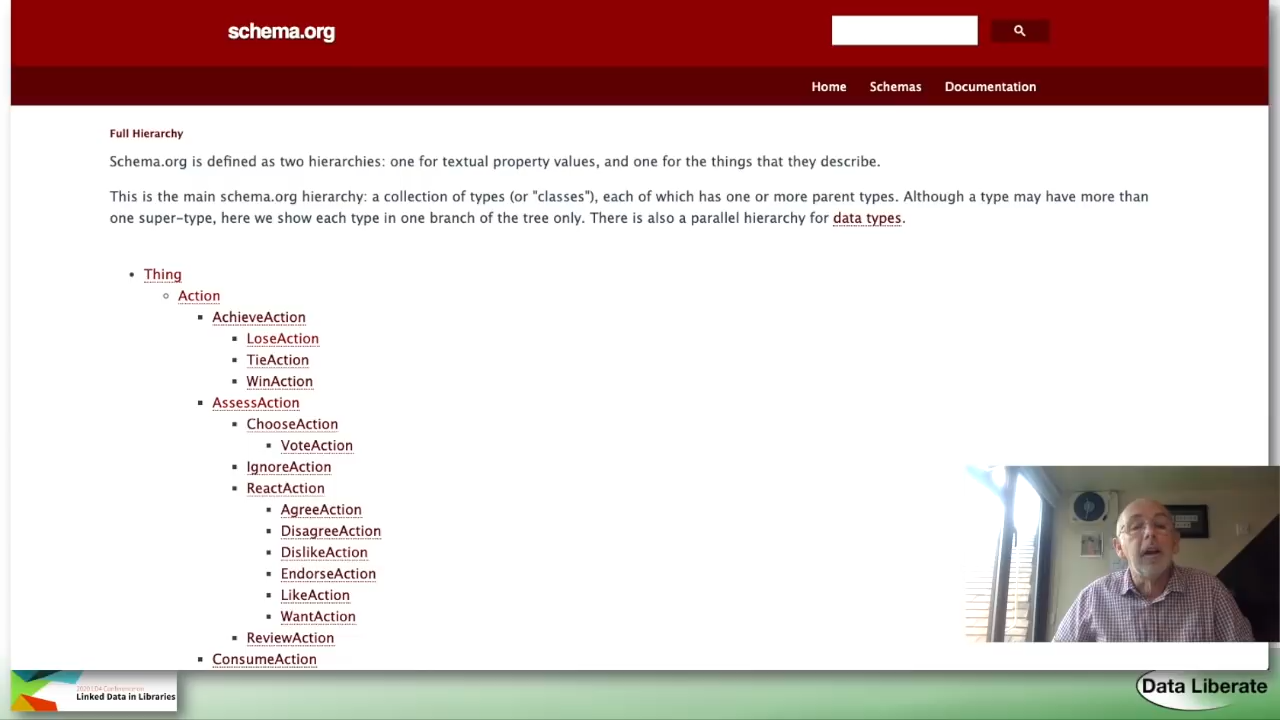 schema.org
Home Schemas Documentation
Full Hierarchy
Schema.org is defined as two hierarchies: one for textual property values, and one for the things that they describe.
This is the main schema.org hierarchy: a collection of types (or "classes"), each of which has one or more parent types. Although a type may have more than
one super-type, here we show each type in one branch of the tree only. There is also a parallel hierarchy for data types.
Thing
Action
AchieveAction
LoseAction
TieAction
WinAction
AssessAction
ChooseAction
VoteAction
IgnoreAction
ReactAction
AgreeAction
DisagreeAction
DislikeAction
EndorseAction
LikeAction
WantAction
ReviewAction
ConsumeAction
Linked Data in Libraries
Data Liberate